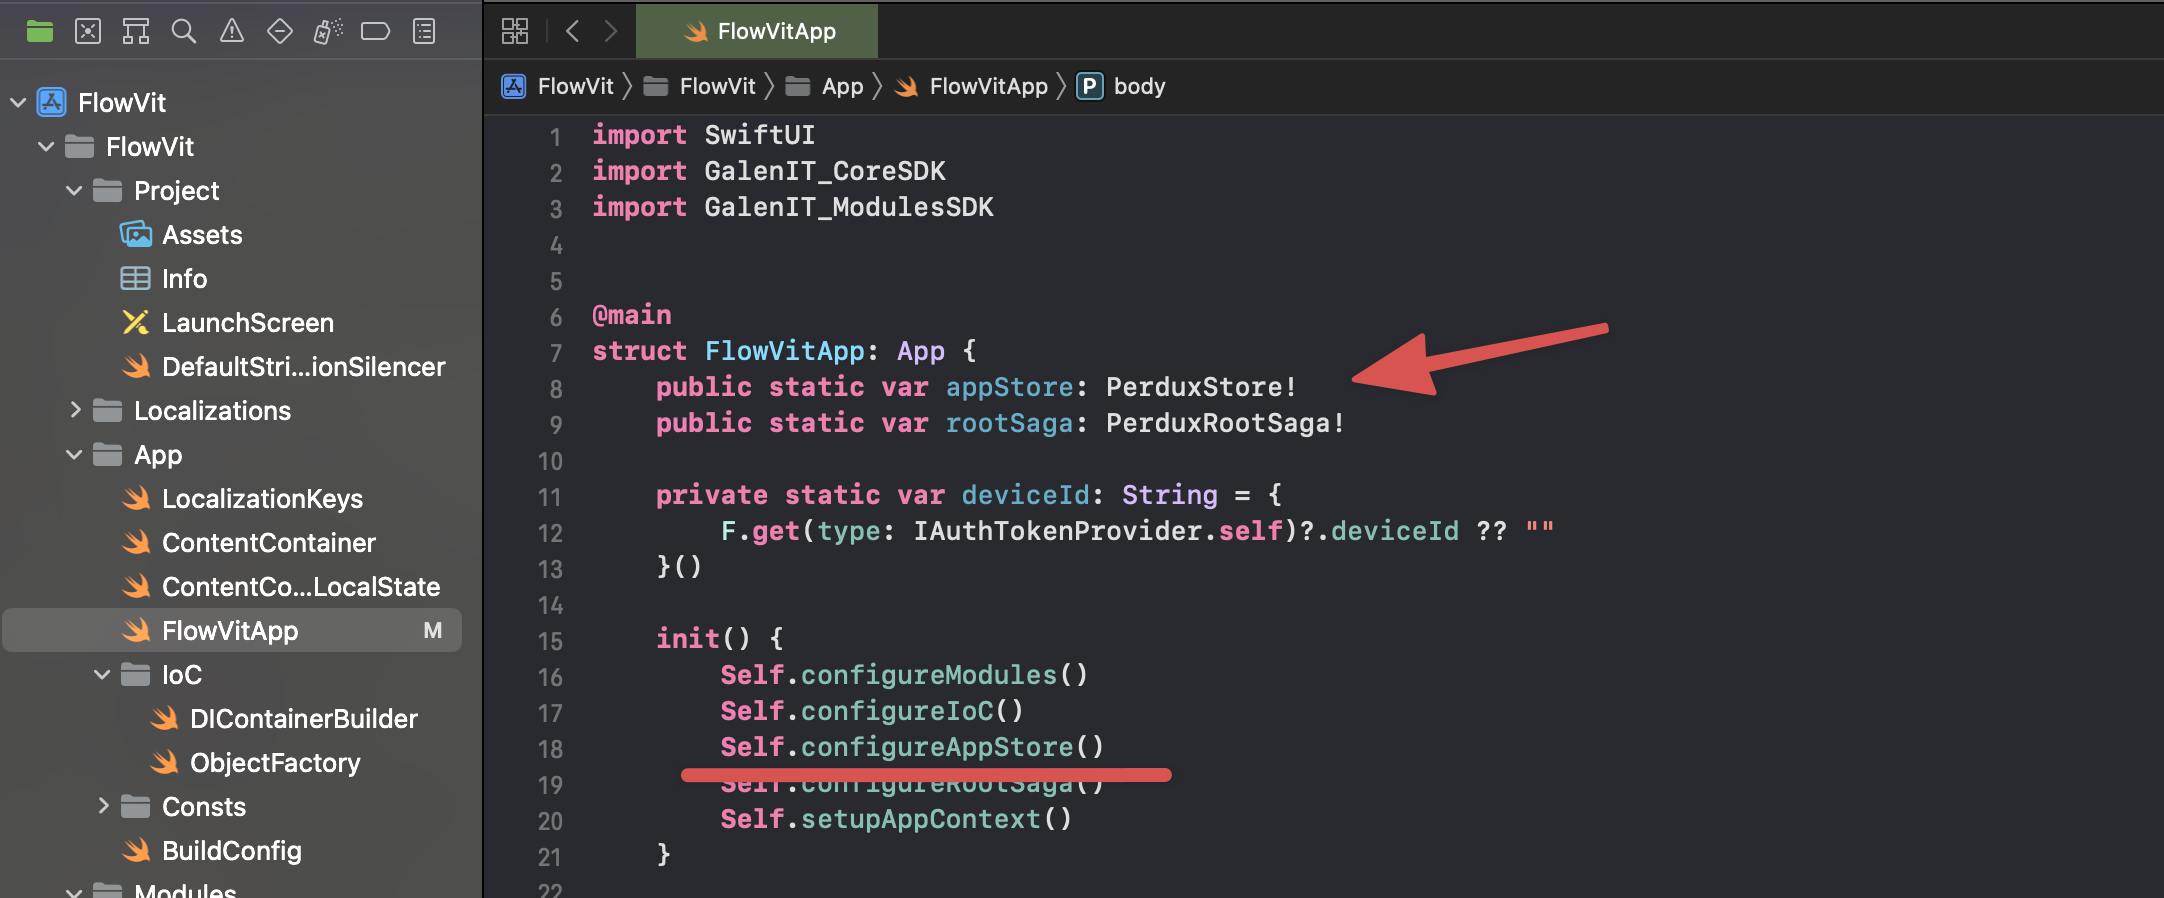 FlowVit
FlowVit
Project
Assets
Info
LaunchScreen
DefaultStri...ionSilencer
Localizations
App
LocalizationKeys
ContentContainer
ContentCo...LocalState
FlowVitApp M
IoC
DIContainerBuilder
ObjectFactory
Consts
BuildConfig
Modules
FlowVitApp
FlowVit FlowVit App FlowVitApp P body
1 import SwiftUI
2 import GalenIT_CoreSDK
3 import GalenIT_ModulesSDK
4
5
6 @main
7 struct FlowVitApp: App {
8 public static var appStore: PerduxStore!
9 public static var rootSaga: PerduxRootSaga!
10
11 private static var deviceId: String = {
12 F.get(type: IAuthTokenProvider.self)?.deviceId ?? ""
13 }()
14
15 init() {
16 Self.configureModules()
17 Self.configureIoC()
18 Self.configureAppStore()
19 Self.configureRootSaga()
20 Self.setupAppContext()
21 }
22